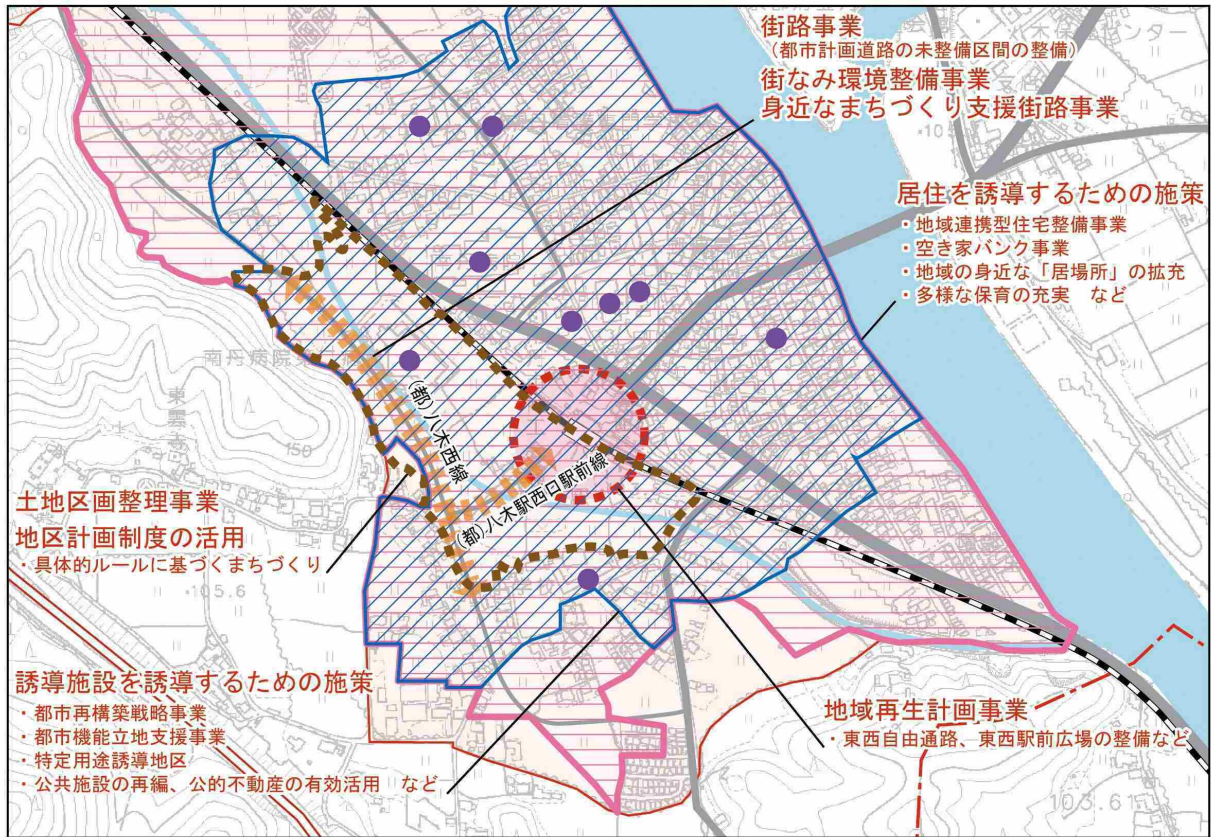 街路事業
（都市計画道路の未整備区間の整備）
街なみ環境整備事業
身近なまちづくり支援街路事業
居住を誘導するための施策
・地域連携型住宅整備事業
・空き家バンク事業
・地域の身近な「居場所」の拡充
・多様な保育の充実　など
南丹病院
東雲寺
150
(都)八木西線
(都)八木駅西口駅前線
土地区画整理事業
地区計画制度の活用
・具体的ルールに基づくまちづくり
105.6
誘導施設を誘導するための施策
・都市再構築戦略事業
・都市機能立地支援事業
・特定用途誘導地区
・公共施設の再編、公的不動産の有効活用　など
地域再生計画事業
・東西自由通路、東西駅前広場の整備など
103.61